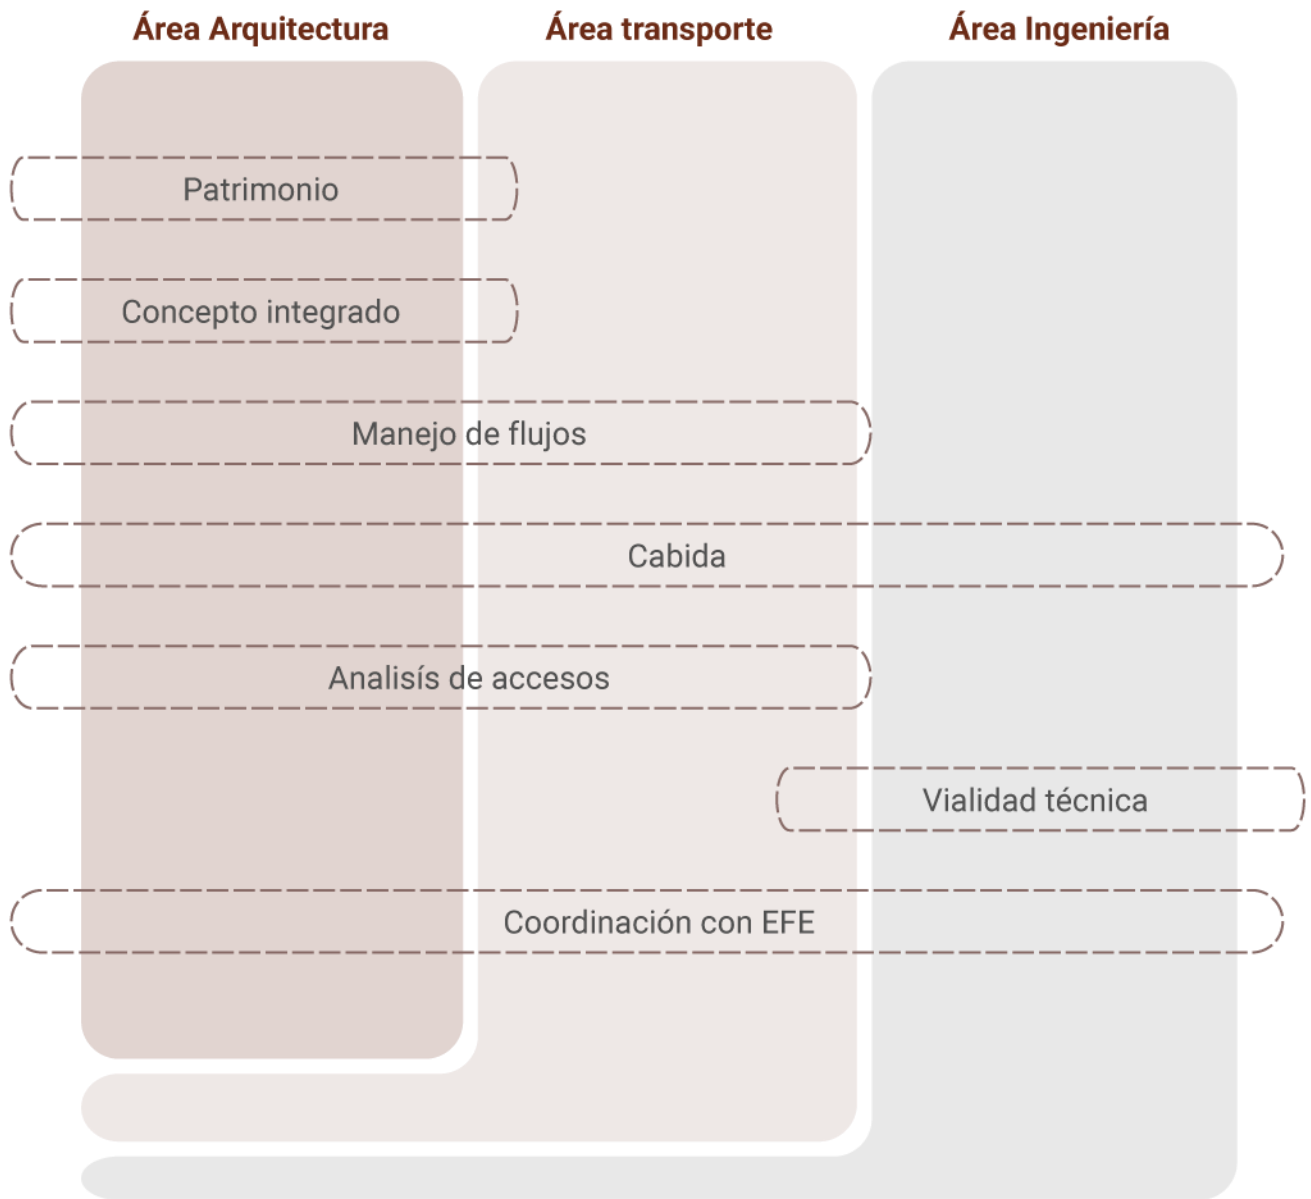 Área Arquitectura
Área transporte
Área Ingeniería
Patrimonio
Concepto integrado
Manejo de flujos
Cabida
Analisís de accesos
Vialidad técnica
Coordinación con EFE